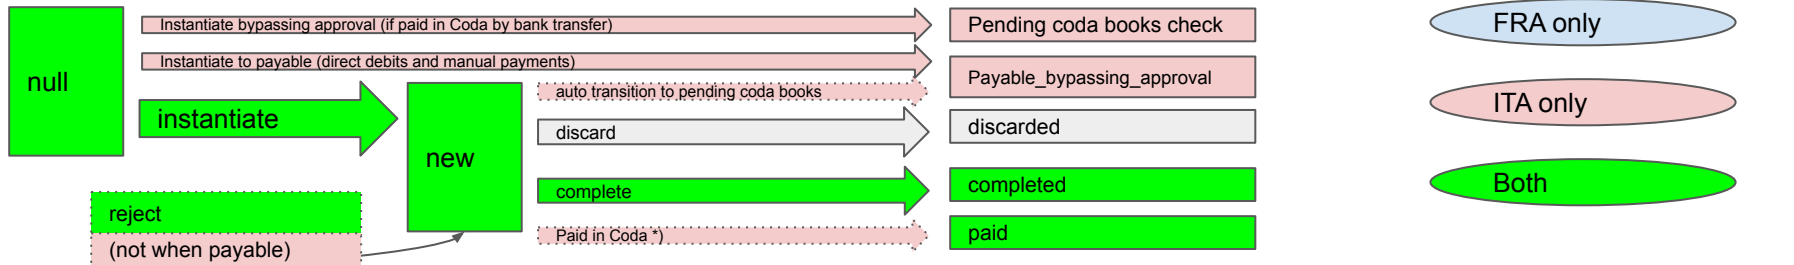 null
Instantiate bypassing approval (if paid in Coda by bank transfer)
Instantiate to payable (direct debits and manual payments)
instantiate
new
reject
(not when payable)
auto transition to pending coda books
discard
complete
Paid in Coda *)
Pending coda books check
Payable_bypassing_approval
discarded
completed
paid
FRA only
ITA only
Both